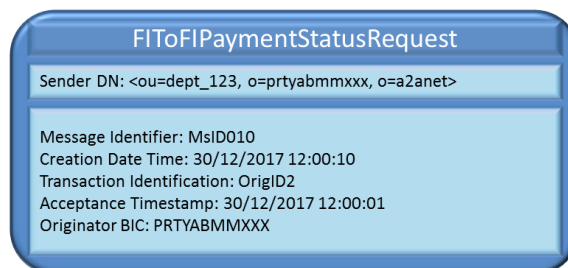 FIToFIPaymentStatusRequest
Sender DN: <ou=dept_123, o=prtyabmmxxx, o=a2anet>
Message Identifier: MsID010
Creation Date Time: 30/12/2017 12:00:10
Transaction Identification: OrigID2
Acceptance Timestamp: 30/12/2017 12:00:01
Originator BIC: PRTYABMMXXX